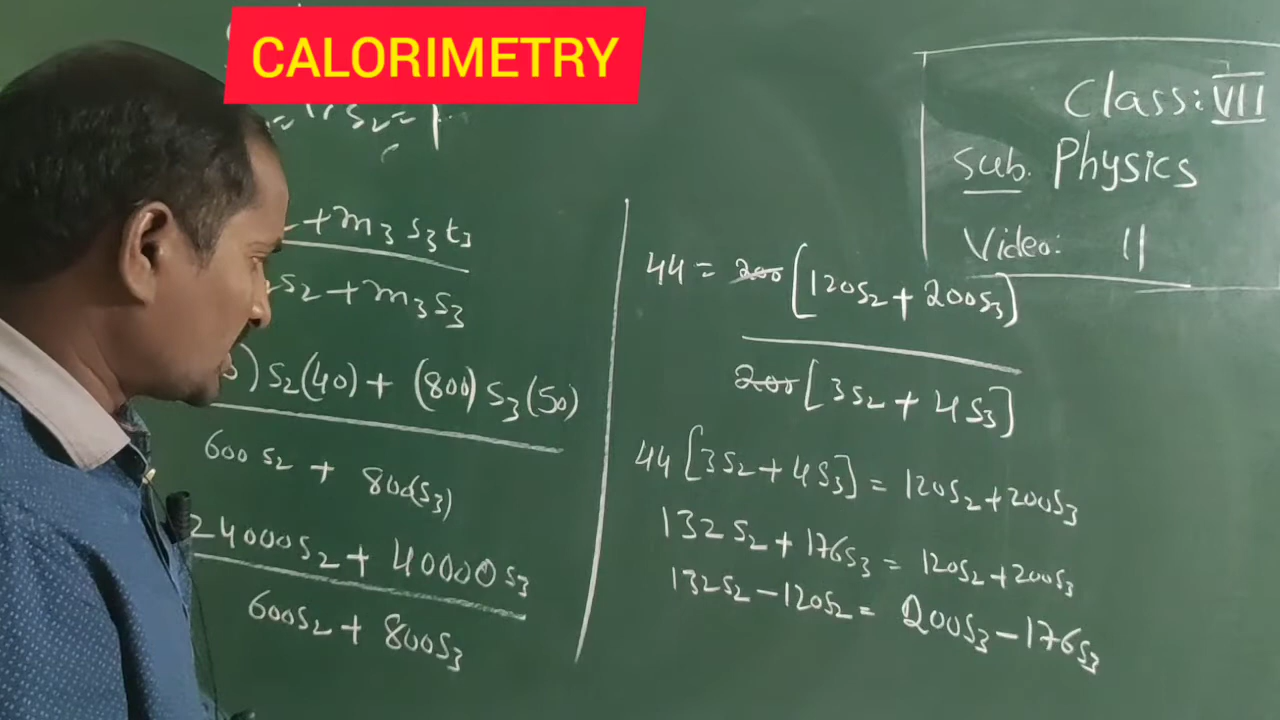 CALORIMETRY
Class: VII
Sub. Physics
Video: 11
s₂ =
+ m₃ s₃ t₃
s₂ + m₃ s₃
) s₂ (40) + (800) s₃ (50)
600 s₂ + 800(s₃)
24000 s₂ + 40000 s₃
600 s₂ + 800 s₃
44 = 200 [120 s₂ + 200 s₃]
200 [3 s₂ + 4 s₃]
44 [3 s₂ + 4 s₃] = 120 s₂ + 200 s₃
132 s₂ + 176 s₃ = 120 s₂ + 200 s₃
132 s₂ - 120 s₂ = 200 s₃ - 176 s₃